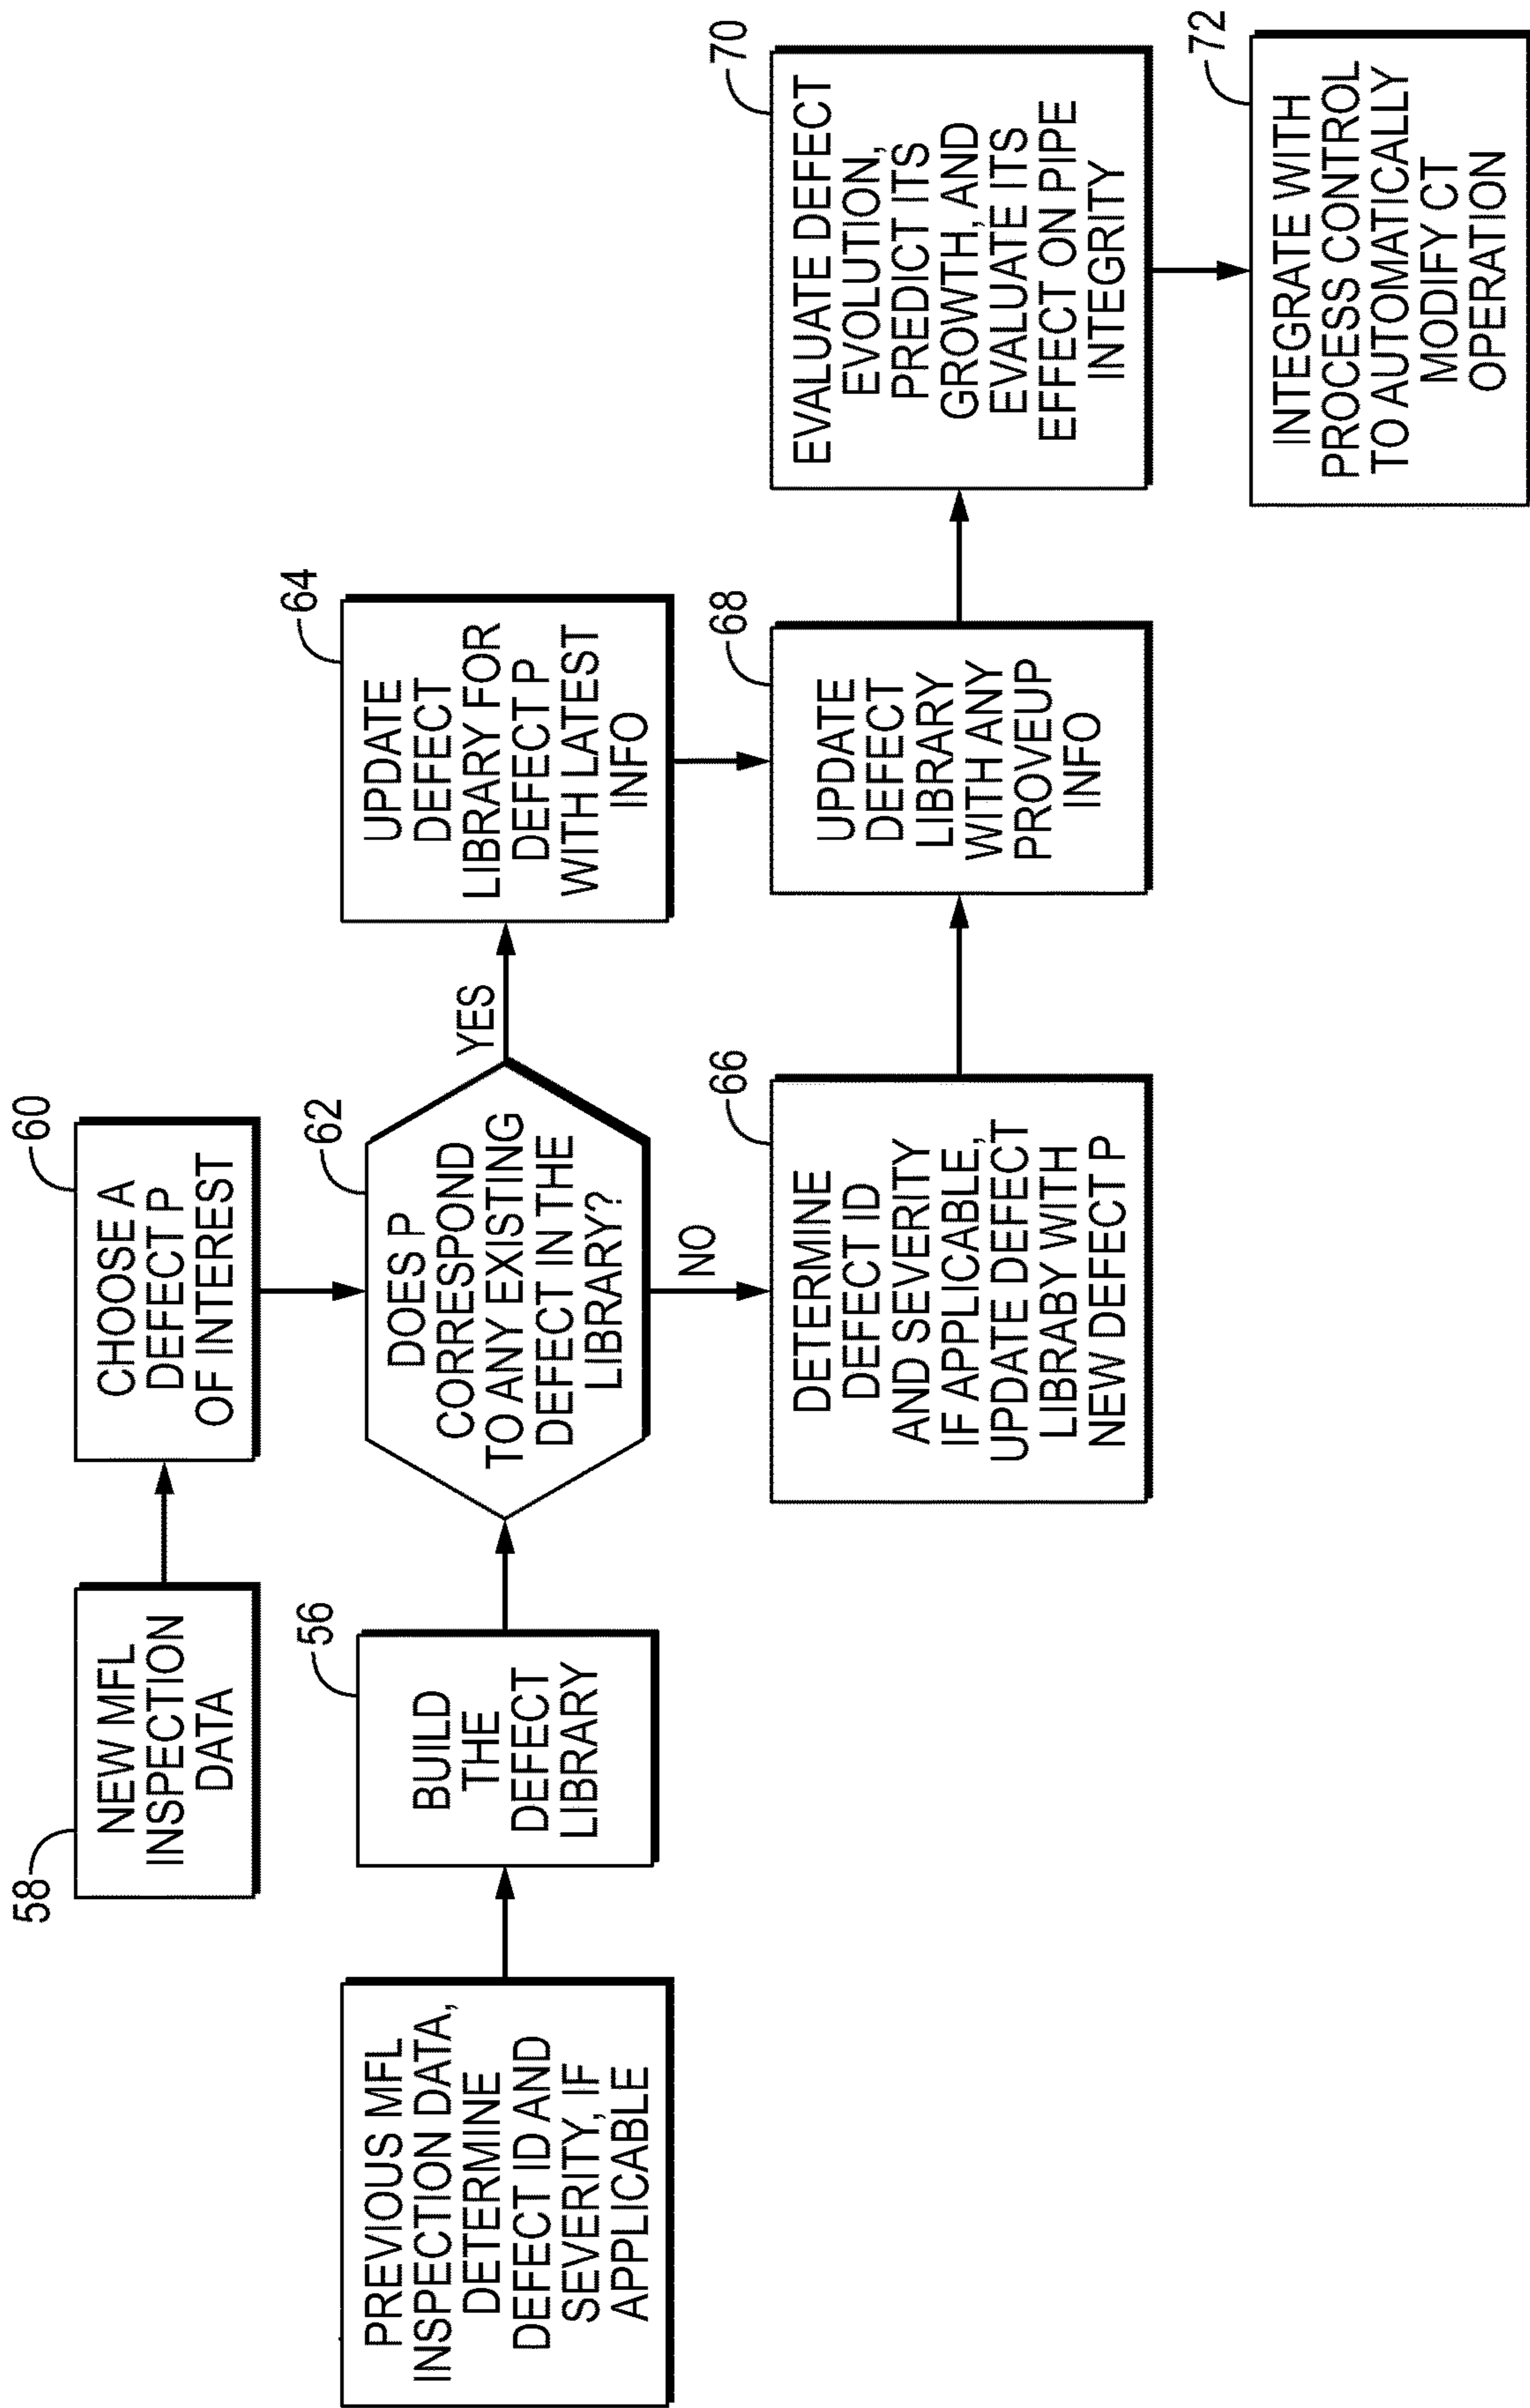 58
NEW MFL
INSPECTION
DATA
60
CHOOSE A
DEFECT P
OF INTEREST
PREVIOUS MFL
INSPECTION DATA,
DETERMINE
DEFECT ID AND
SEVERITY, IF
APPLICABLE
56
BUILD
THE
DEFECT
LIBRARY
62
DOES P
CORRESPOND
TO ANY EXISTING
DEFECT IN THE
LIBRARY?
YES
64
UPDATE
DEFECT
LIBRARY FOR
DEFECT P
WITH LATEST
INFO
NO
66
DETERMINE
DEFECT ID
AND SEVERITY
IF APPLICABLE,
UPDATE DEFECT
LIBRABY WITH
NEW DEFECT P
68
UPDATE
DEFECT
LIBRARY
WITH ANY
PROVEUP
INFO
70
EVALUATE DEFECT
EVOLUTION,
PREDICT ITS
GROWTH, AND
EVALUATE ITS
EFFECT ON PIPE
INTEGRITY
72
INTEGRATE WITH
PROCESS CONTROL
TO AUTOMATICALLY
MODIFY CT
OPERATION